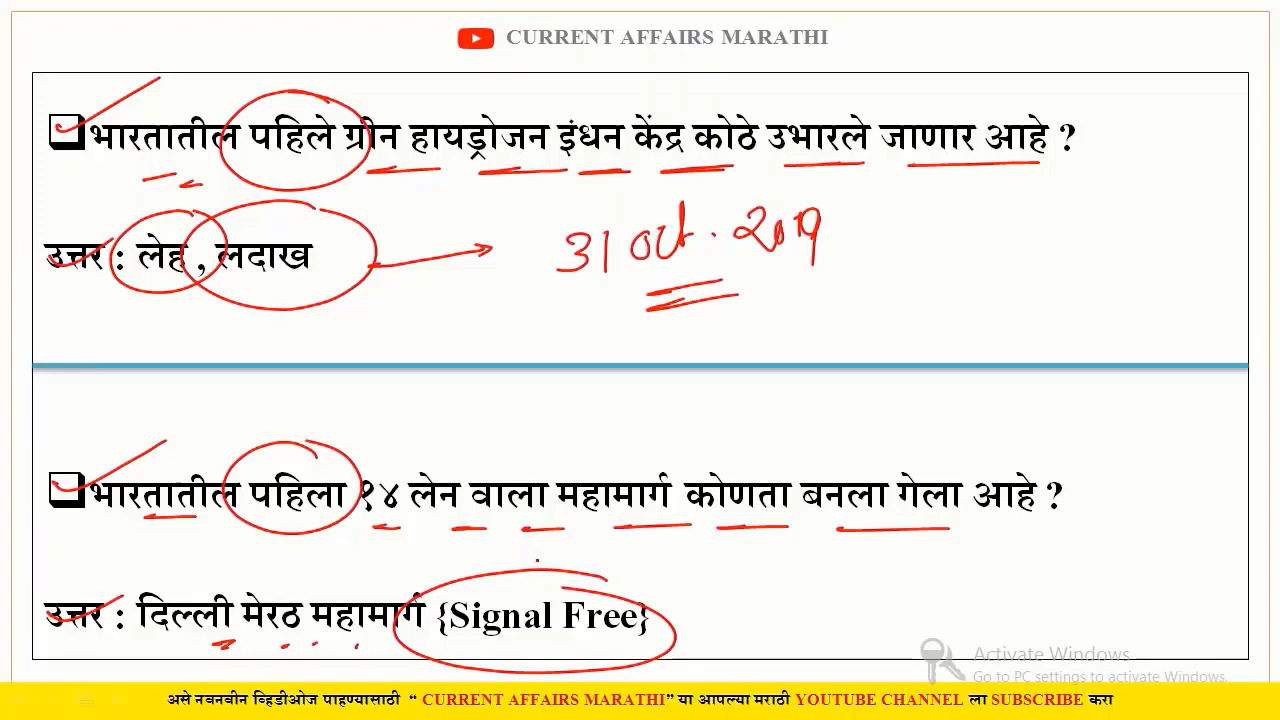 CURRENT AFFAIRS MARATHI
भारतातील पहिले ग्रीन हायड्रोजन इंधन केंद्र कोठे उभारले जाणार आहे ?
उत्तर : लेह , लदाख
31 Oct. 2019
भारतातील पहिला १४ लेन वाला महामार्ग कोणता बनला गेला आहे ?
उत्तर : दिल्ली मेरठ महामार्ग {Signal Free}
Activate Windows
Go to PC settings to activate Windows.
असे नवनवीन व्हिडीओज पाहण्यासाठी “ CURRENT AFFAIRS MARATHI” या आपल्या मराठी YOUTUBE CHANNEL ला SUBSCRIBE करा